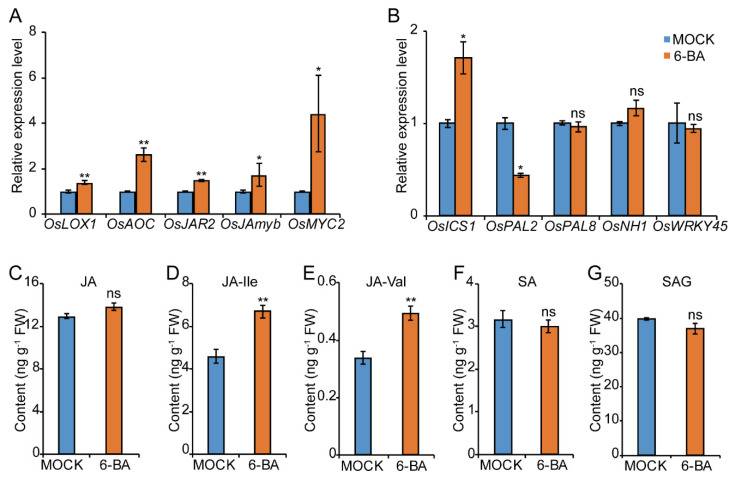 A
Relative expression level
8
6
4
2
0
** ** ** * *
OsLOX1 OsAOC OsJAR2 OsJAmyb OsMYC2
B
Relative expression level
2
1
0
MOCK
6-BA
* * ns ns ns
OsICS1 OsPAL2 OsPAL8 OsNH1 OsWRKY45
C
JA
Content (ng g-1 FW)
16
12
8
4
0
ns
MOCK 6-BA
D
JA-Ile
Content (ng g-1 FW)
8
6
4
2
0
**
MOCK 6-BA
E
JA-Val
Content (ng g-1 FW)
0.6
0.4
0.2
0
**
MOCK 6-BA
F
SA
Content (ng g-1 FW)
4
3
2
1
0
ns
MOCK 6-BA
G
SAG
Content (ng g-1 FW)
50
40
30
20
10
0
ns
MOCK 6-BA